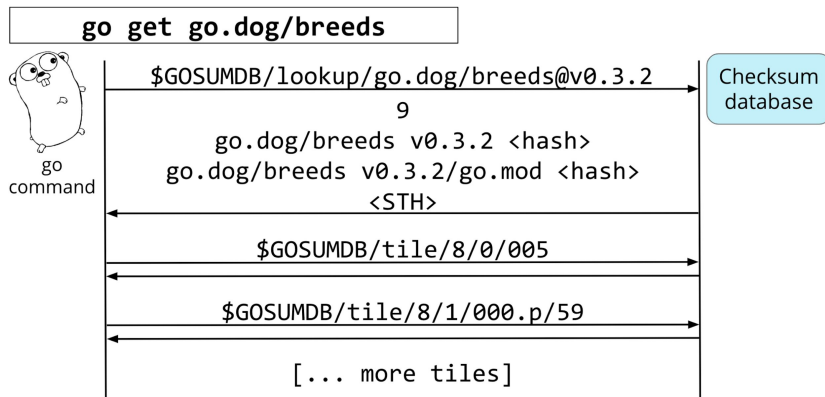 go get go.dog/breeds
$GOSUMDB/lookup/go.dog/breeds@v0.3.2
Checksum
database
9
go.dog/breeds v0.3.2 <hash>
go.dog/breeds v0.3.2/go.mod <hash>
<STH>
go
command
$GOSUMDB/tile/8/0/005
$GOSUMDB/tile/8/1/000.p/59
[... more tiles]